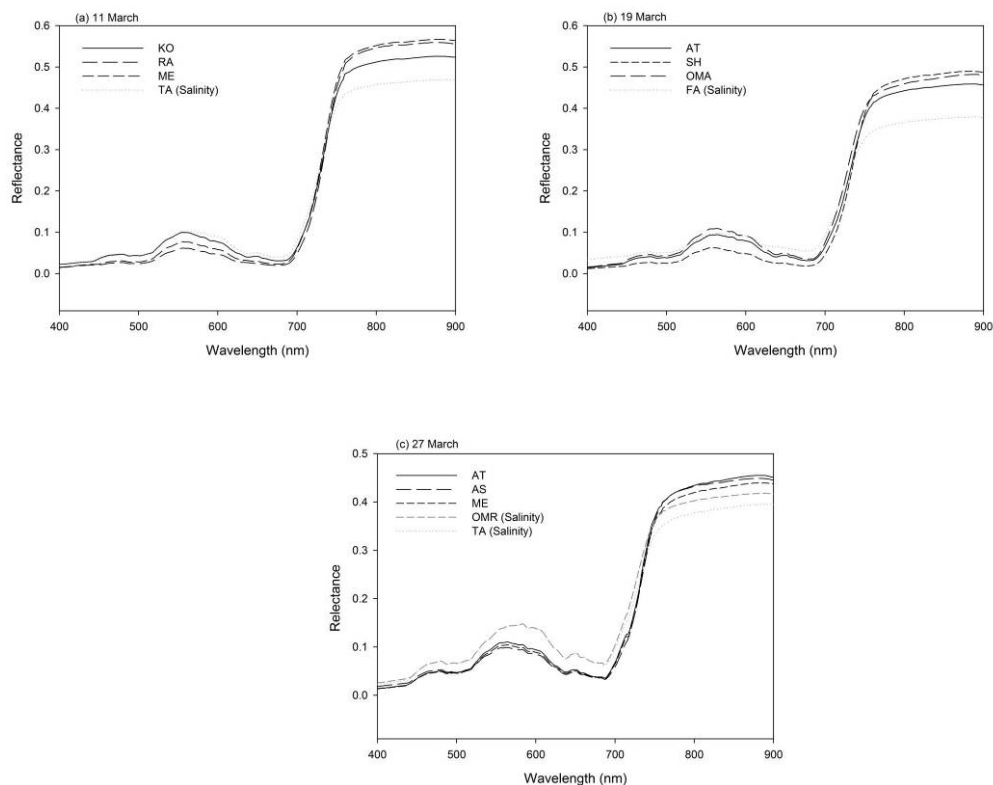 (a) 11 March
0.6
0.5
0.4
0.3
0.2
0.1
0.0
Reflectance
KO
RA
ME
TA (Salinity)
400 500 600 700 800 900
Wavelength (nm)
(b) 19 March
0.6
0.5
0.4
0.3
0.2
0.1
0.0
Reflectance
AT
SH
OMA
FA (Salinity)
400 500 600 700 800 900
Wavelength (nm)
(c) 27 March
0.5
0.4
0.3
0.2
0.1
0.0
Relectance
AT
AS
ME
OMR (Salinity)
TA (Salinity)
400 500 600 700 800 900
Wavelength (nm)